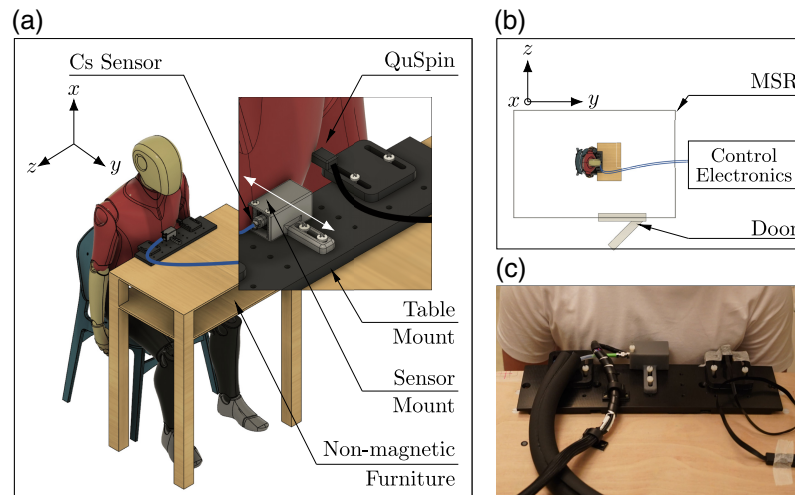 (a)
Cs Sensor
QuSpin
x
z
y
Table
Mount
Sensor
Mount
Non-magnetic
Furniture
(b)
z
x
y
MSR
Control
Electronics
Door
(c)